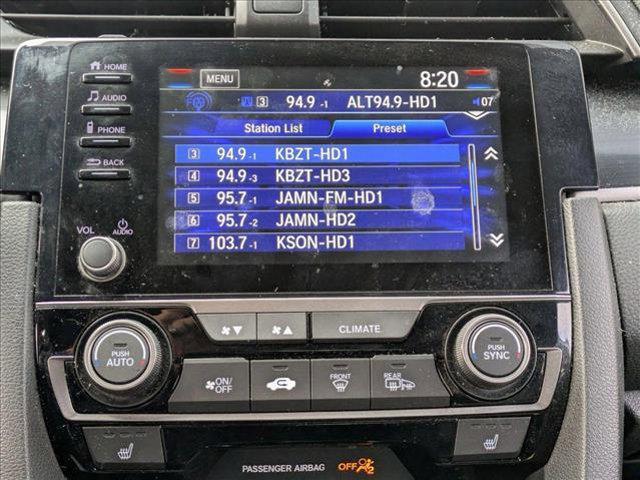 HOME
MENU
8:20
AUDIO
3 94.9 -1 ALT94.9-HD1
07
PHONE
Station List
Preset
BACK
3 94.9 -1 KBZT-HD1
4 94.9 -3 KBZT-HD3
5 95.7 -1 JAMN-FM-HD1
6 95.7 -2 JAMN-HD2
7 103.7 -1 KSON-HD1
VOL
AUDIO
CLIMATE
PUSH
AUTO
PUSH
SYNC
ON/
OFF
FRONT
REAR
PASSENGER AIRBAG OFF